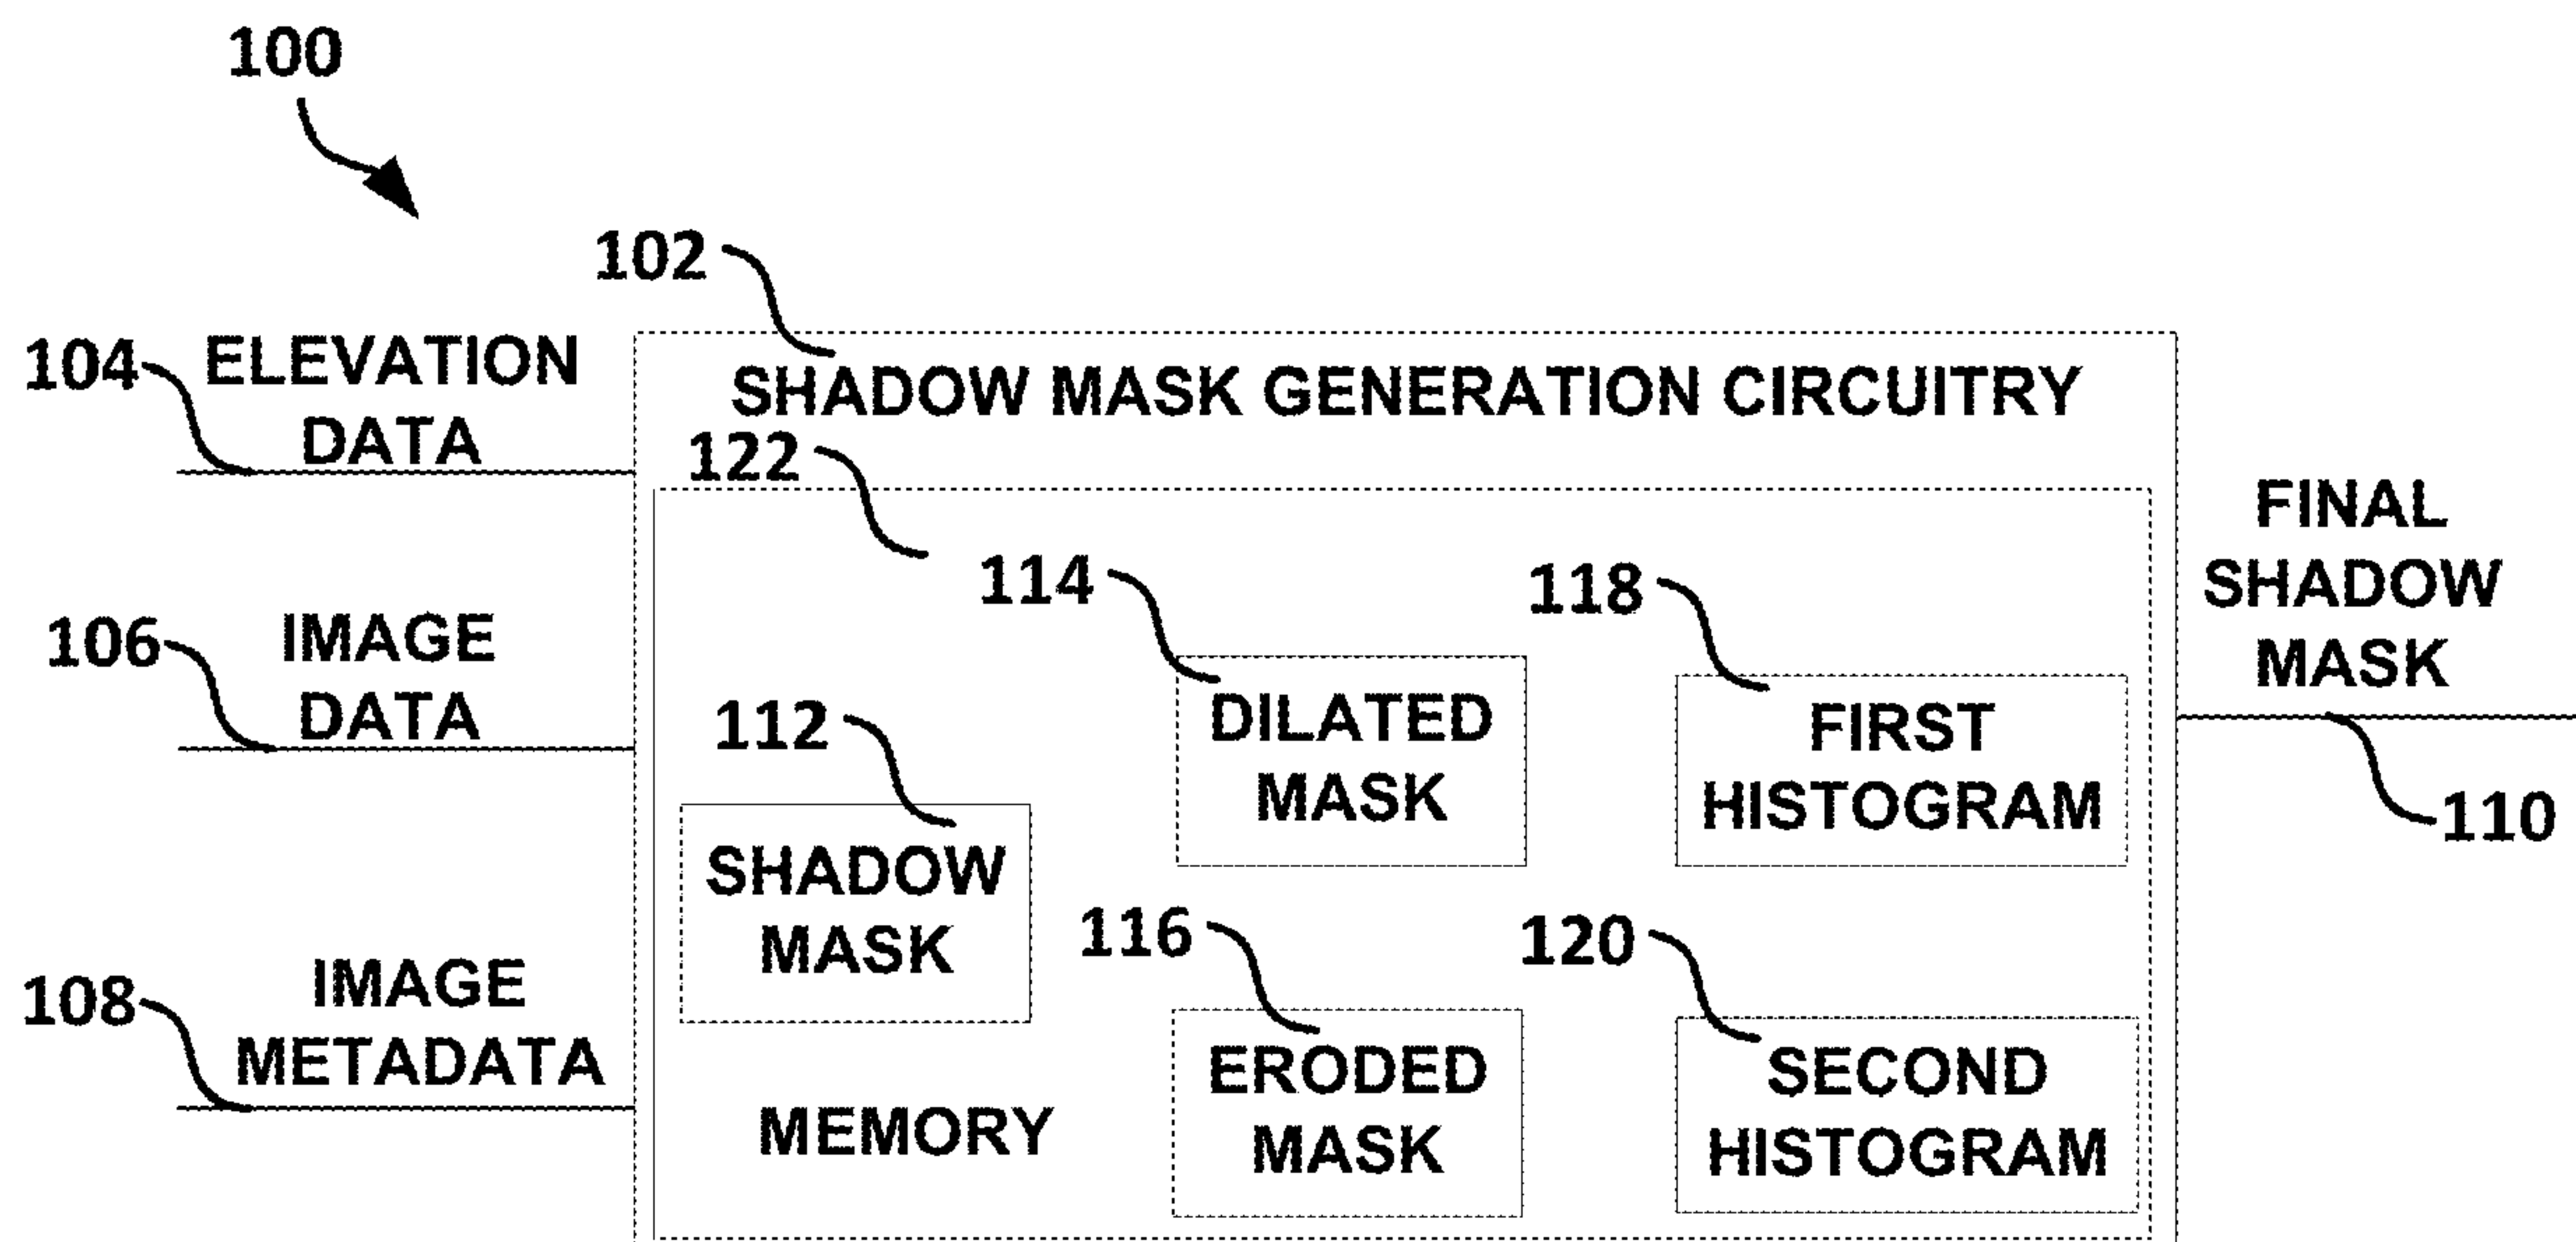 100
102
104
ELEVATION
DATA
SHADOW MASK GENERATION CIRCUITRY
122
FINAL
SHADOW
MASK
110
114
118
106
IMAGE
DATA
112
DILATED
MASK
FIRST
HISTOGRAM
SHADOW
MASK
116
120
108
IMAGE
METADATA
MEMORY
ERODED
MASK
SECOND
HISTOGRAM